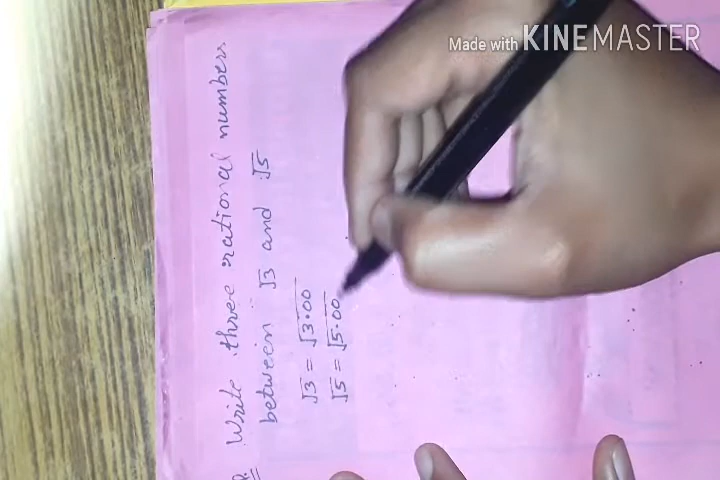 Q. Write three rational numbers
between √3 and √5
√3 = √3.00
√5 = √5.00
Made with KINEMASTER